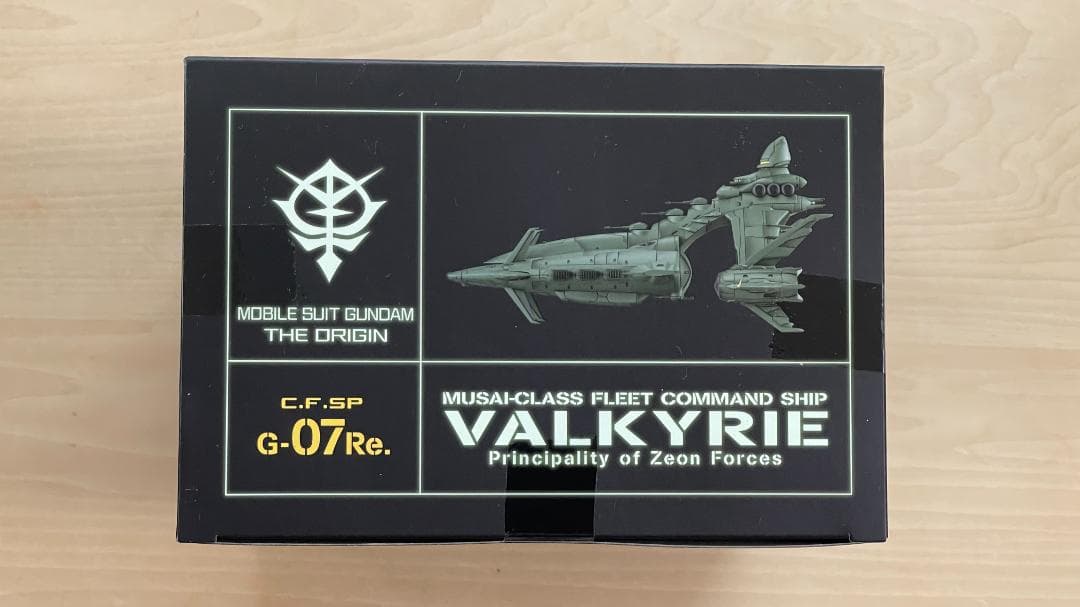 MOBILE SUIT GUNDAM
THE ORIGIN
C.F.SP
G-07Re.
MUSAI-CLASS FLEET COMMAND SHIP
VALKYRIE
Principality of Zeon Forces